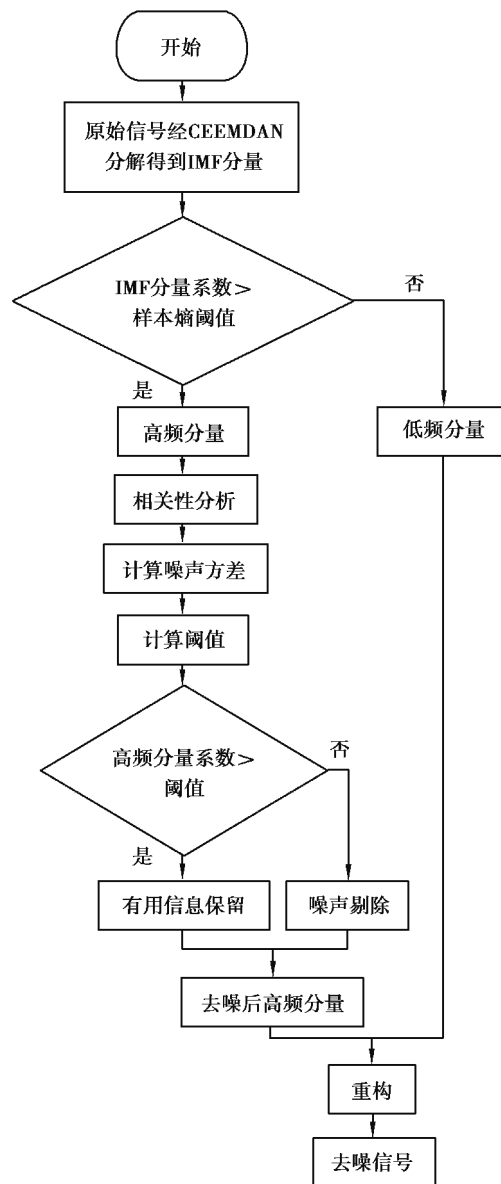 开始
原始信号经CEEMDAN
分解得到IMF分量
IMF分量系数>
样本熵阈值
否
是
高频分量
低频分量
相关性分析
计算噪声方差
计算阈值
高频分量系数>
阈值
否
是
有用信息保留
噪声剔除
去噪后高频分量
重构
去噪信号